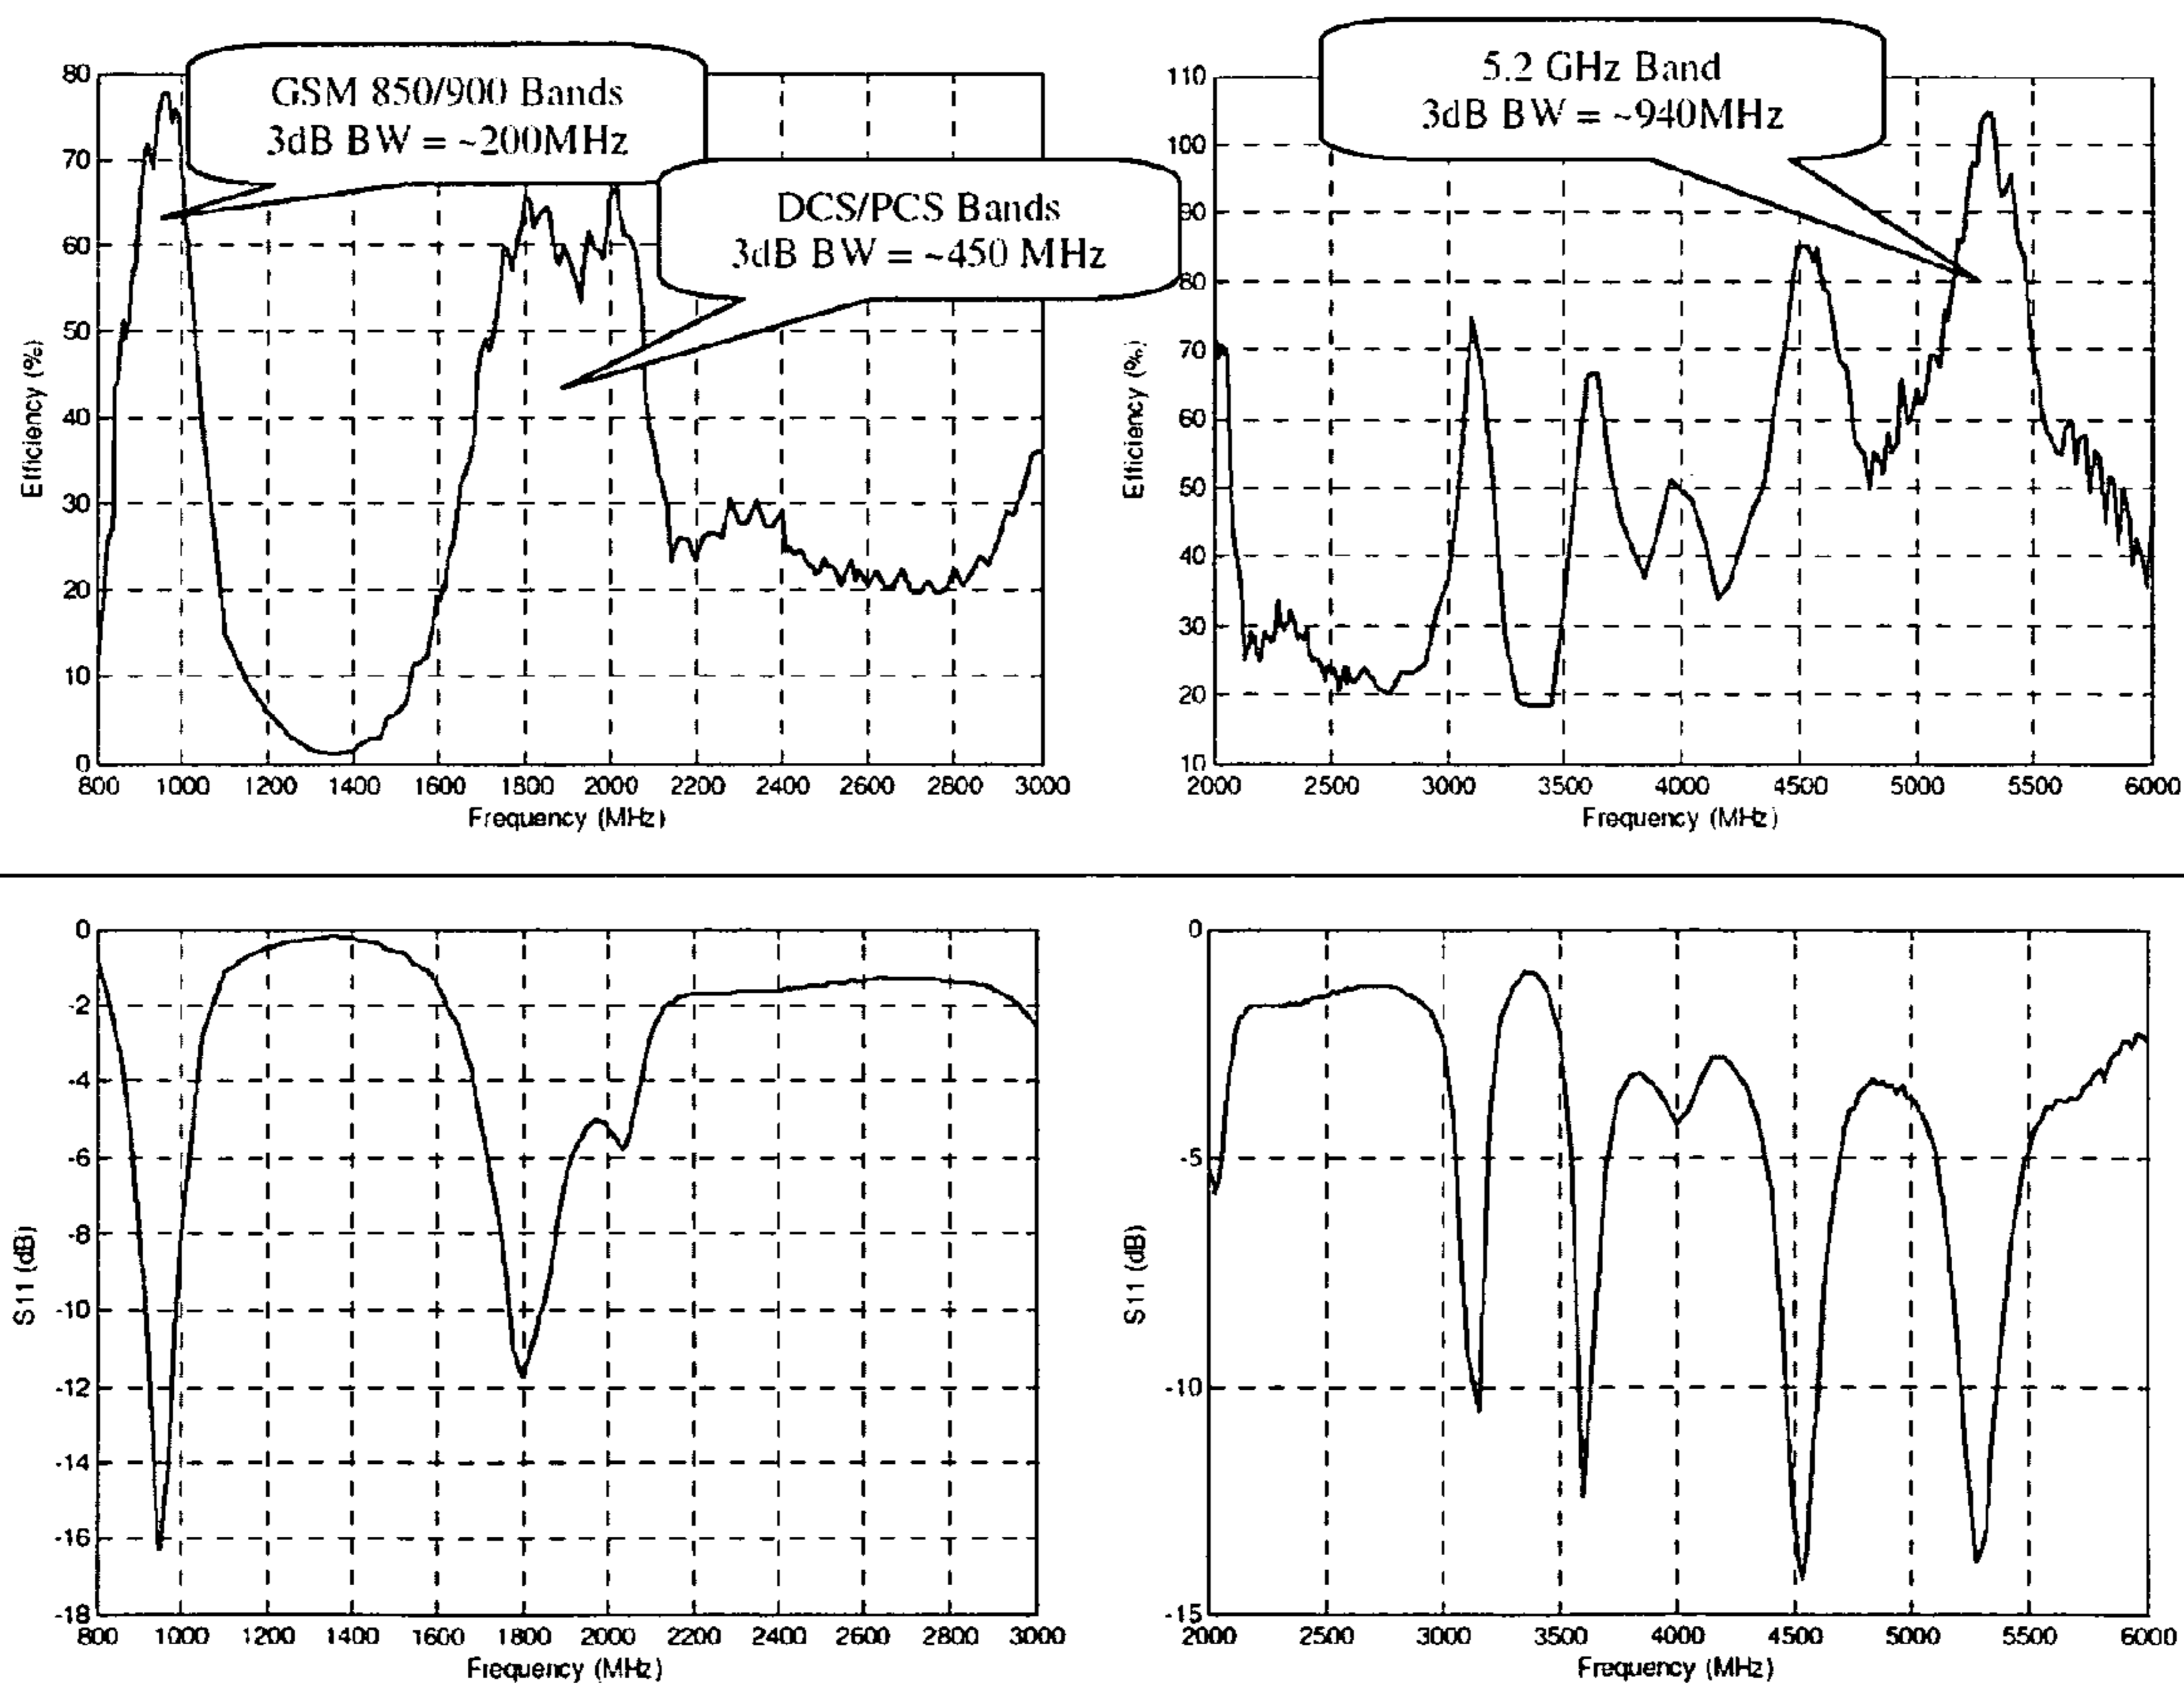 GSM 850/900 Bands
3dB BW = ~200MHz
DCS/PCS Bands
3dB BW = ~450 MHz
80
70
60
50
40
30
20
10
0
Efficiency (%)
800 1000 1200 1400 1600 1800 2000 2200 2400 2600 2800 3000
Frequency (MHz)
5.2 GHz Band
3dB BW = ~940MHz
110
100
90
80
70
60
50
40
30
20
10
Efficiency (%)
2000 2500 3000 3500 4000 4500 5000 5500 6000
Frequency (MHz)
0
-2
-4
-6
-8
-10
-12
-14
-16
-18
S11 (dB)
800 1000 1200 1400 1600 1800 2000 2200 2400 2600 2800 3000
Frequency (MHz)
0
-5
-10
-15
S11 (dB)
2000 2500 3000 3500 4000 4500 5000 5500 6000
Frequency (MHz)